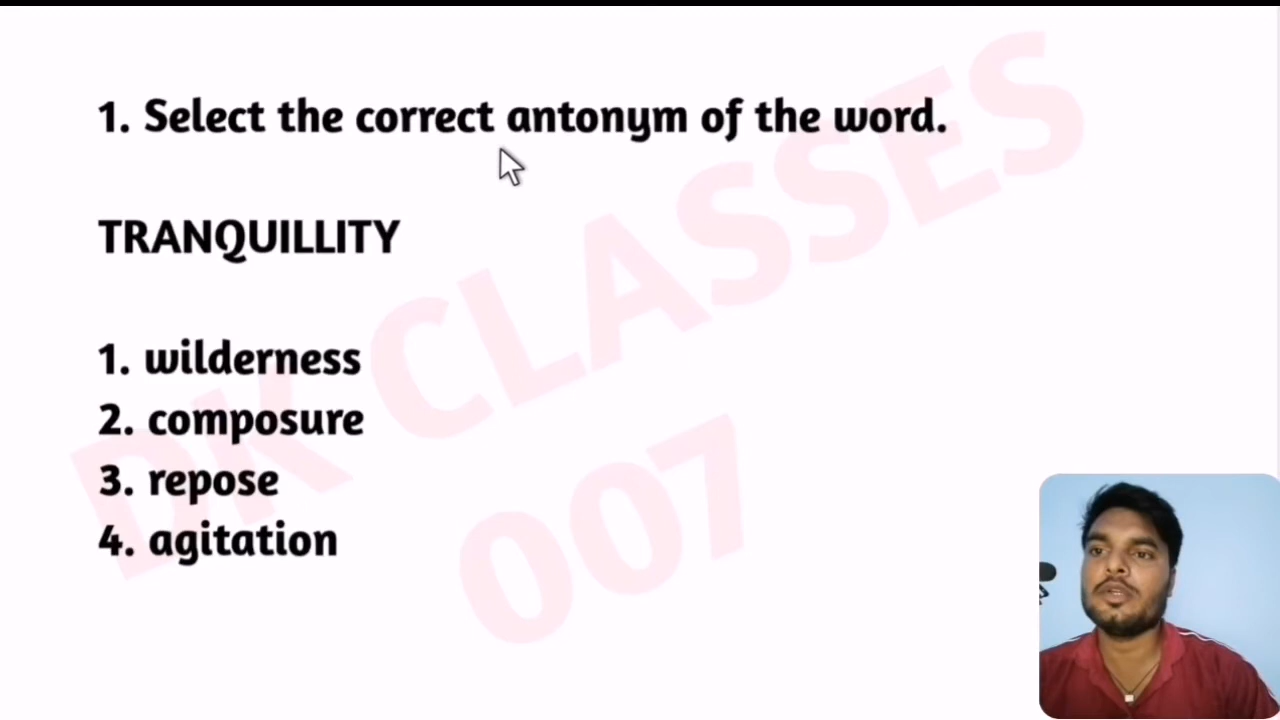 1. Select the correct antonym of the word.
TRANQUILLITY
1. wilderness
2. composure
3. repose
4. agitation
DK CLASSES
007